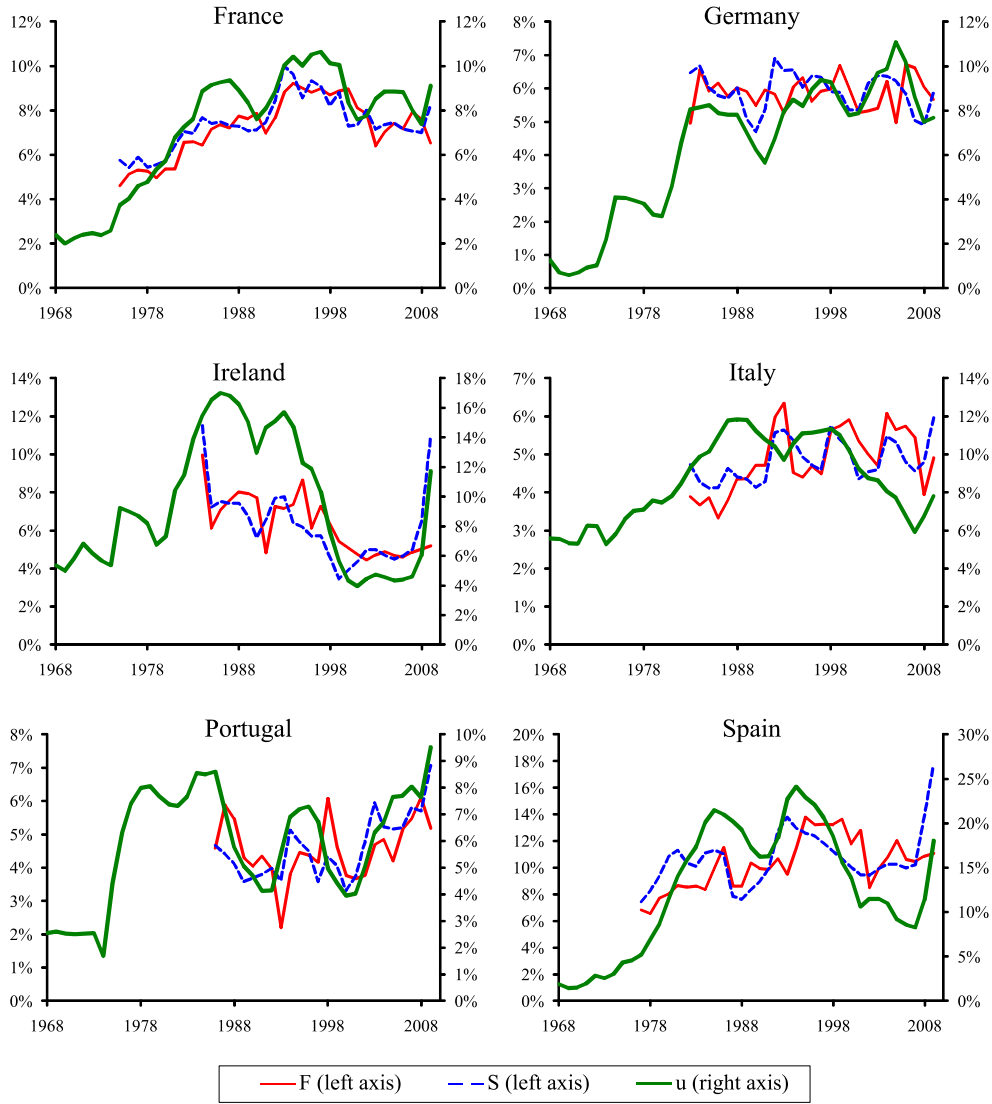 France Germany
12% 12% 8% 12%
10% 10% 7% 10%
8% 8% 6% 8%
6% 6% 5% 6%
4% 4% 4% 4%
2% 2% 3% 2%
0% 0% 2% 0%
1%
0%
1968 1978 1988 1998 2008 1968 1978 1988 1998 2008
Ireland Italy
14% 18% 7% 14%
12% 16% 6% 12%
10% 14% 5% 10%
8% 12% 4% 8%
6% 10% 3% 6%
4% 8% 2% 4%
2% 6% 1% 2%
0% 4% 0% 0%
2%
0%
1968 1978 1988 1998 2008 1968 1978 1988 1998 2008
Portugal Spain
8% 10% 20% 30%
7% 9% 18% 25%
6% 8% 16% 20%
5% 7% 14% 15%
4% 6% 12% 10%
3% 5% 10% 5%
2% 4% 8% 0%
1% 3% 6%
0% 2% 4%
1% 2%
0% 0%
1968 1978 1988 1998 2008 1968 1978 1988 1998 2008
F (left axis) S (left axis) u (right axis)